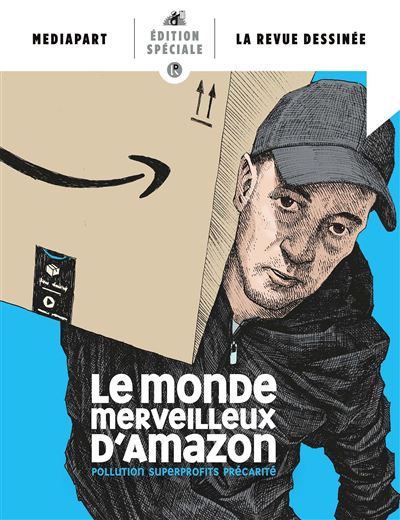 MEDIAPART
ÉDITION
SPÉCIALE
R
LA REVUE DESSINÉE
LE MONDE
MERVEILLEUX
D'AMAZON
POLLUTION SUPERPROFITS PRÉCARITÉ